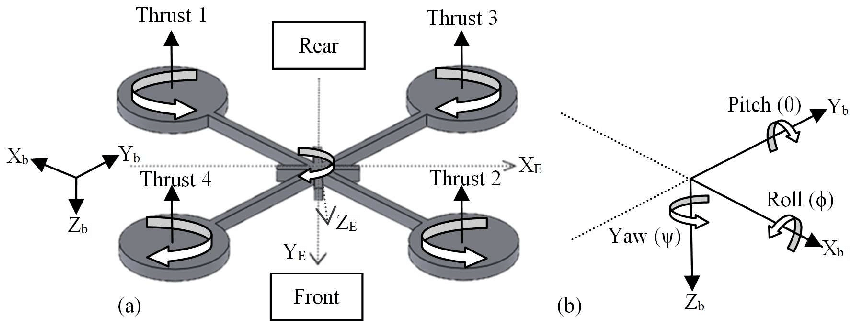 Thrust 1
Rear
Thrust 3
Xb
Yb
Zb
Thrust 4
Thrust 2
XE
ZE
YE
Front
(a)
Pitch (0)
Yb
Roll (ϕ)
Yaw (ψ)
Xb
Zb
(b)